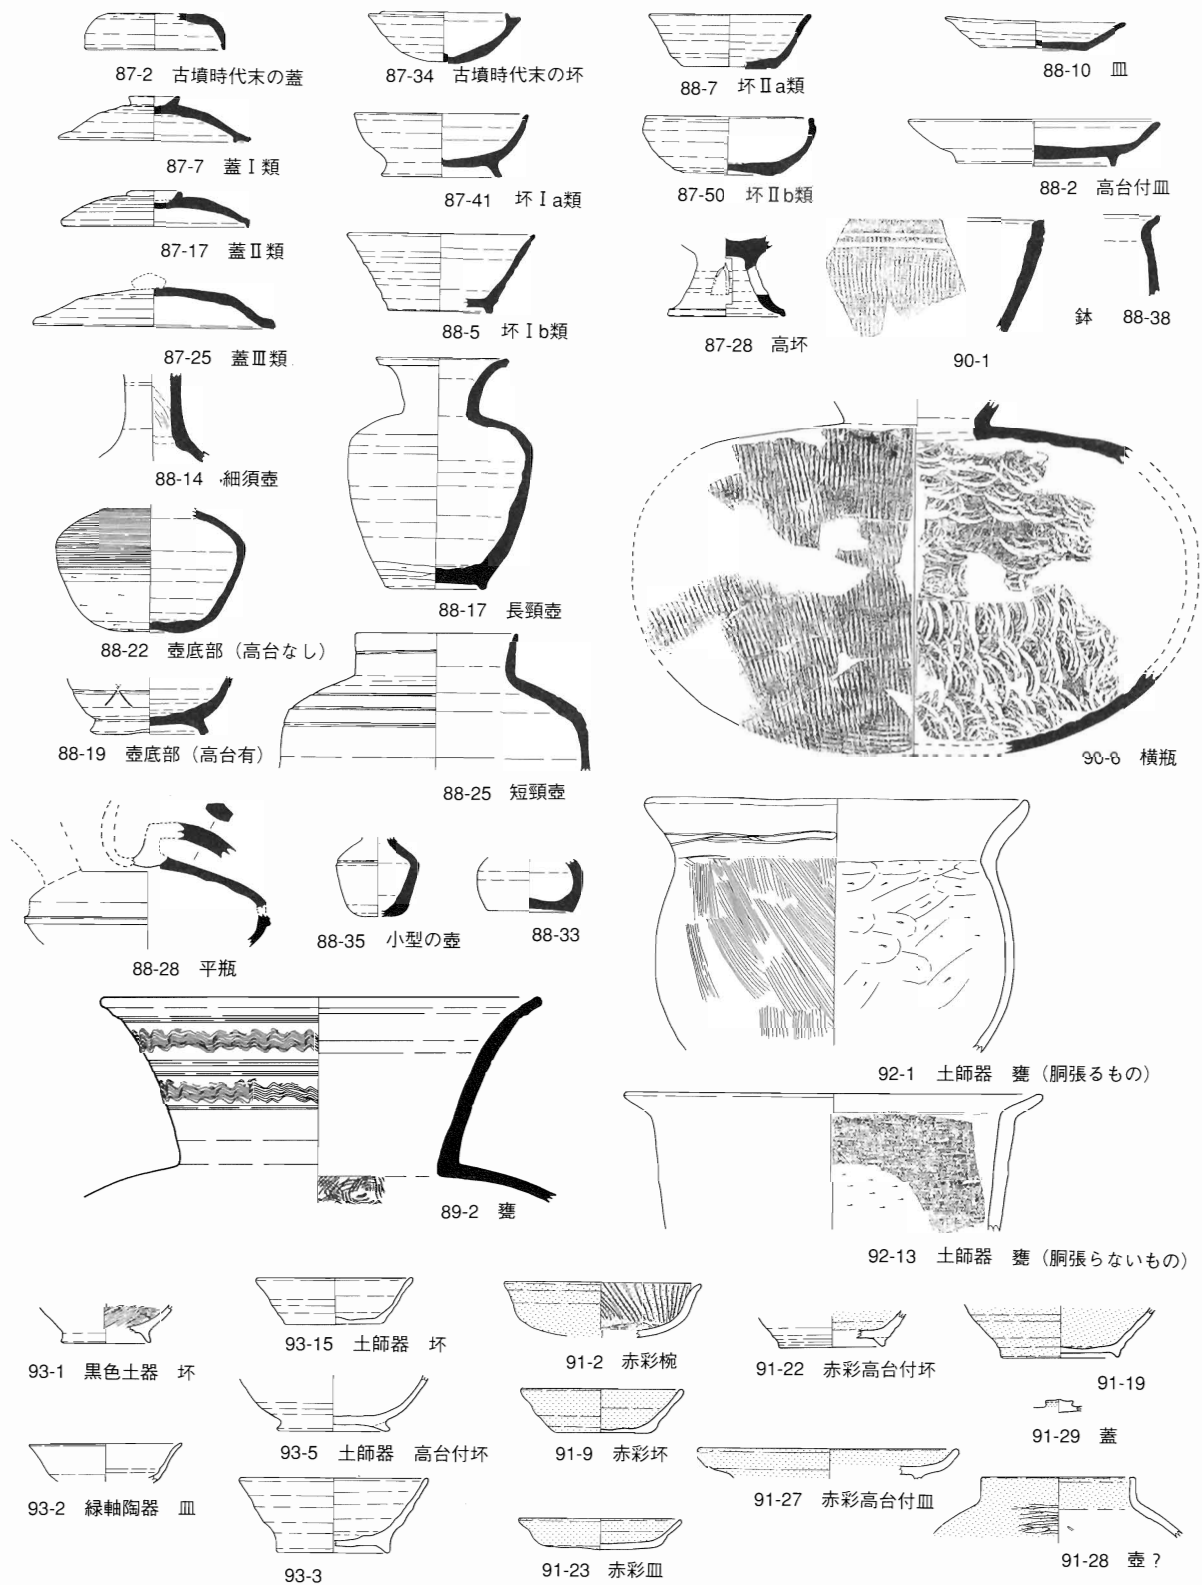 87-2 古墳時代末の蓋
87-34 古墳時代末の坏
88-7 坏Ⅱa類
88-10 皿
87-7 蓋Ⅰ類
87-41 坏Ⅰa類
87-50 坏Ⅱb類
88-2 高台付皿
87-17 蓋Ⅱ類
88-5 坏Ⅰb類
87-28 高坏
90-1
鉢 88-38
87-25 蓋Ⅲ類
88-14 細須壺
88-17 長頸壺
88-22 壺底部（高台なし）
88-19 壺底部（高台有）
88-25 短頸壺
横瓶
88-28 平瓶
88-35 小型の壺
88-33
92-1 土師器 甕（胴張るもの）
89-2 甕
92-13 土師器 甕（胴張らないもの）
93-1 黒色土器 坏
93-15 土師器 坏
91-2 赤彩椀
91-22 赤彩高台付坏
91-19
93-5 土師器 高台付坏
91-9 赤彩坏
91-29 蓋
93-2 緑軸陶器 皿
91-27 赤彩高台付皿
93-3
91-23 赤彩皿
91-28 壺？